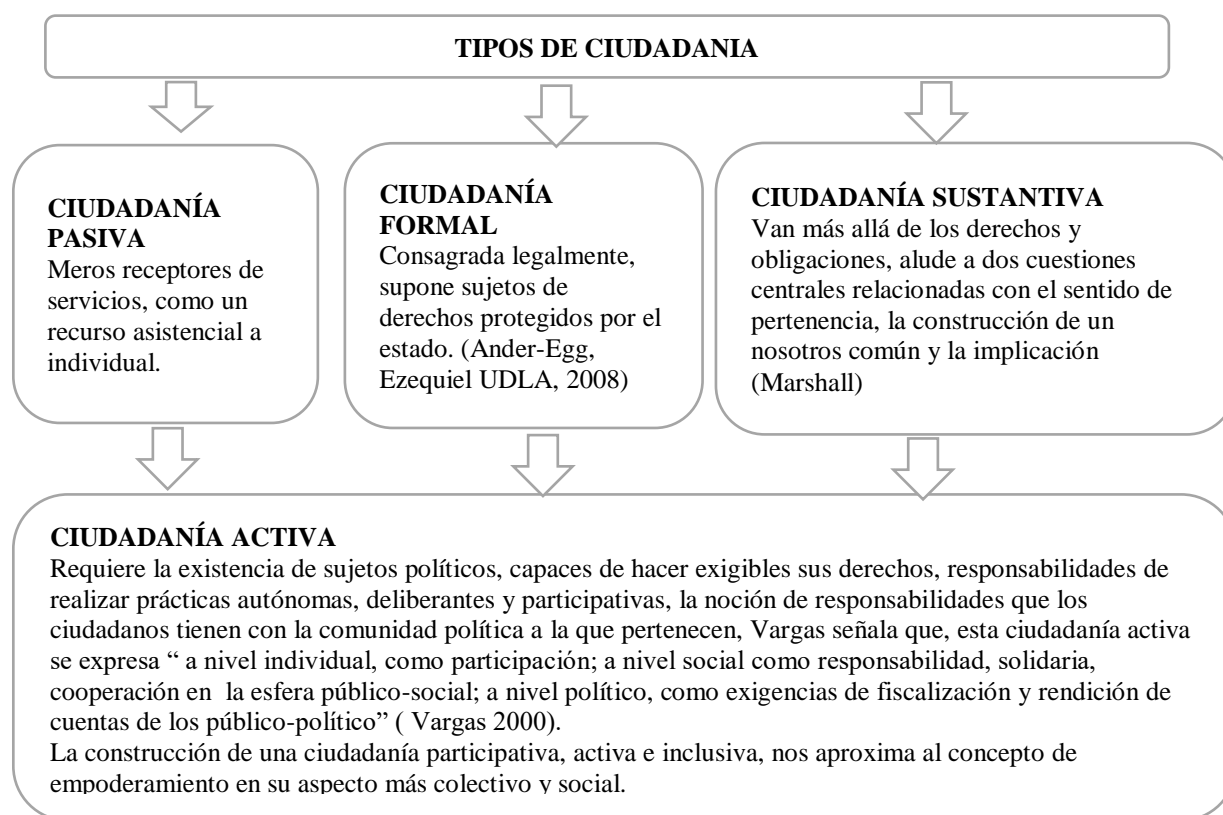 TIPOS DE CIUDADANIA
CIUDADANÍA
PASIVA
Meros receptores de
servicios, como un
recurso asistencial a
individual.
CIUDADANÍA
FORMAL
Consagrada legalmente,
supone sujetos de
derechos protegidos por el
estado. (Ander-Egg,
Ezequiel UDLA, 2008)
CIUDADANÍA SUSTANTIVA
Van más allá de los derechos y
obligaciones, alude a dos cuestiones
centrales relacionadas con el sentido de
pertenencia, la construcción de un
nosotros común y la implicación
(Marshall)
CIUDADANÍA ACTIVA
Requiere la existencia de sujetos políticos, capaces de hacer exigibles sus derechos, responsabilidades de
realizar prácticas autónomas, deliberantes y participativas, la noción de responsabilidades que los
ciudadanos tienen con la comunidad política a la que pertenecen, Vargas señala que, esta ciudadanía activa
se expresa “ a nivel individual, como participación; a nivel social como responsabilidad, solidaria,
cooperación en la esfera público-social; a nivel político, como exigencias de fiscalización y rendición de
cuentas de los público-político” ( Vargas 2000).
La construcción de una ciudadanía participativa, activa e inclusiva, nos aproxima al concepto de
empoderamiento en su aspecto más colectivo y social.